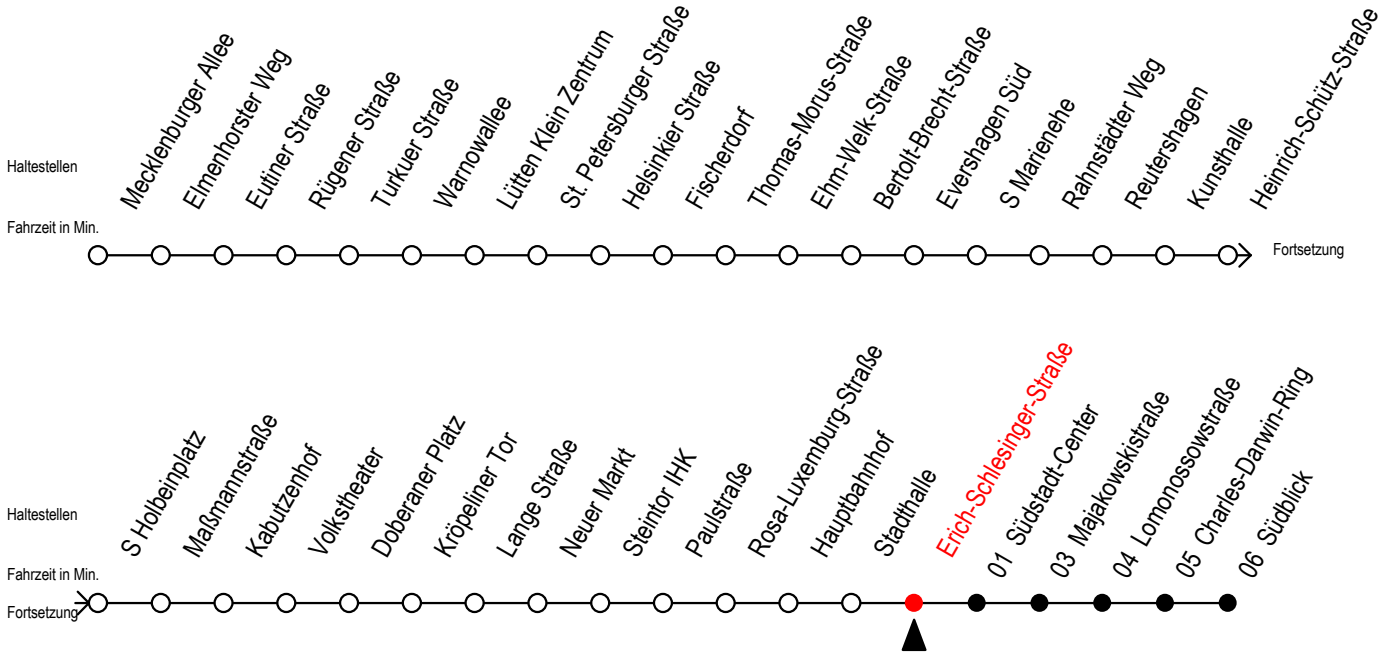 Haltestellen
Mecklenburger Allee
Elmenhorster Weg
Eutiner Straße
Rügener Straße
Turkuer Straße
Warnowallee
Lütten Klein Zentrum
St. Petersburger Straße
Helsinkier Straße
Fischerdorf
Thomas-Morus-Straße
Ehm-Welk-Straße
Bertolt-Brecht-Straße
Evershagen Süd
S Marienehe
Rahnstädter Weg
Reutershagen
Kunsthalle
Heinrich-Schütz-Straße
Fahrzeit in Min.
Fortsetzung
Haltestellen
S Holbeinplatz
Maßmannstraße
Kabutzenhof
Volkstheater
Doberaner Platz
Kröpeliner Tor
Lange Straße
Neuer Markt
Steintor IHK
Paulstraße
Rosa-Luxemburg-Straße
Hauptbahnhof
Stadthalle
Erich-Schlesinger-Straße
01 Südstadt-Center
03 Majakowskistraße
04 Lomonossowstraße
05 Charles-Darwin-Ring
06 Südblick
Fahrzeit in Min.
Fortsetzung